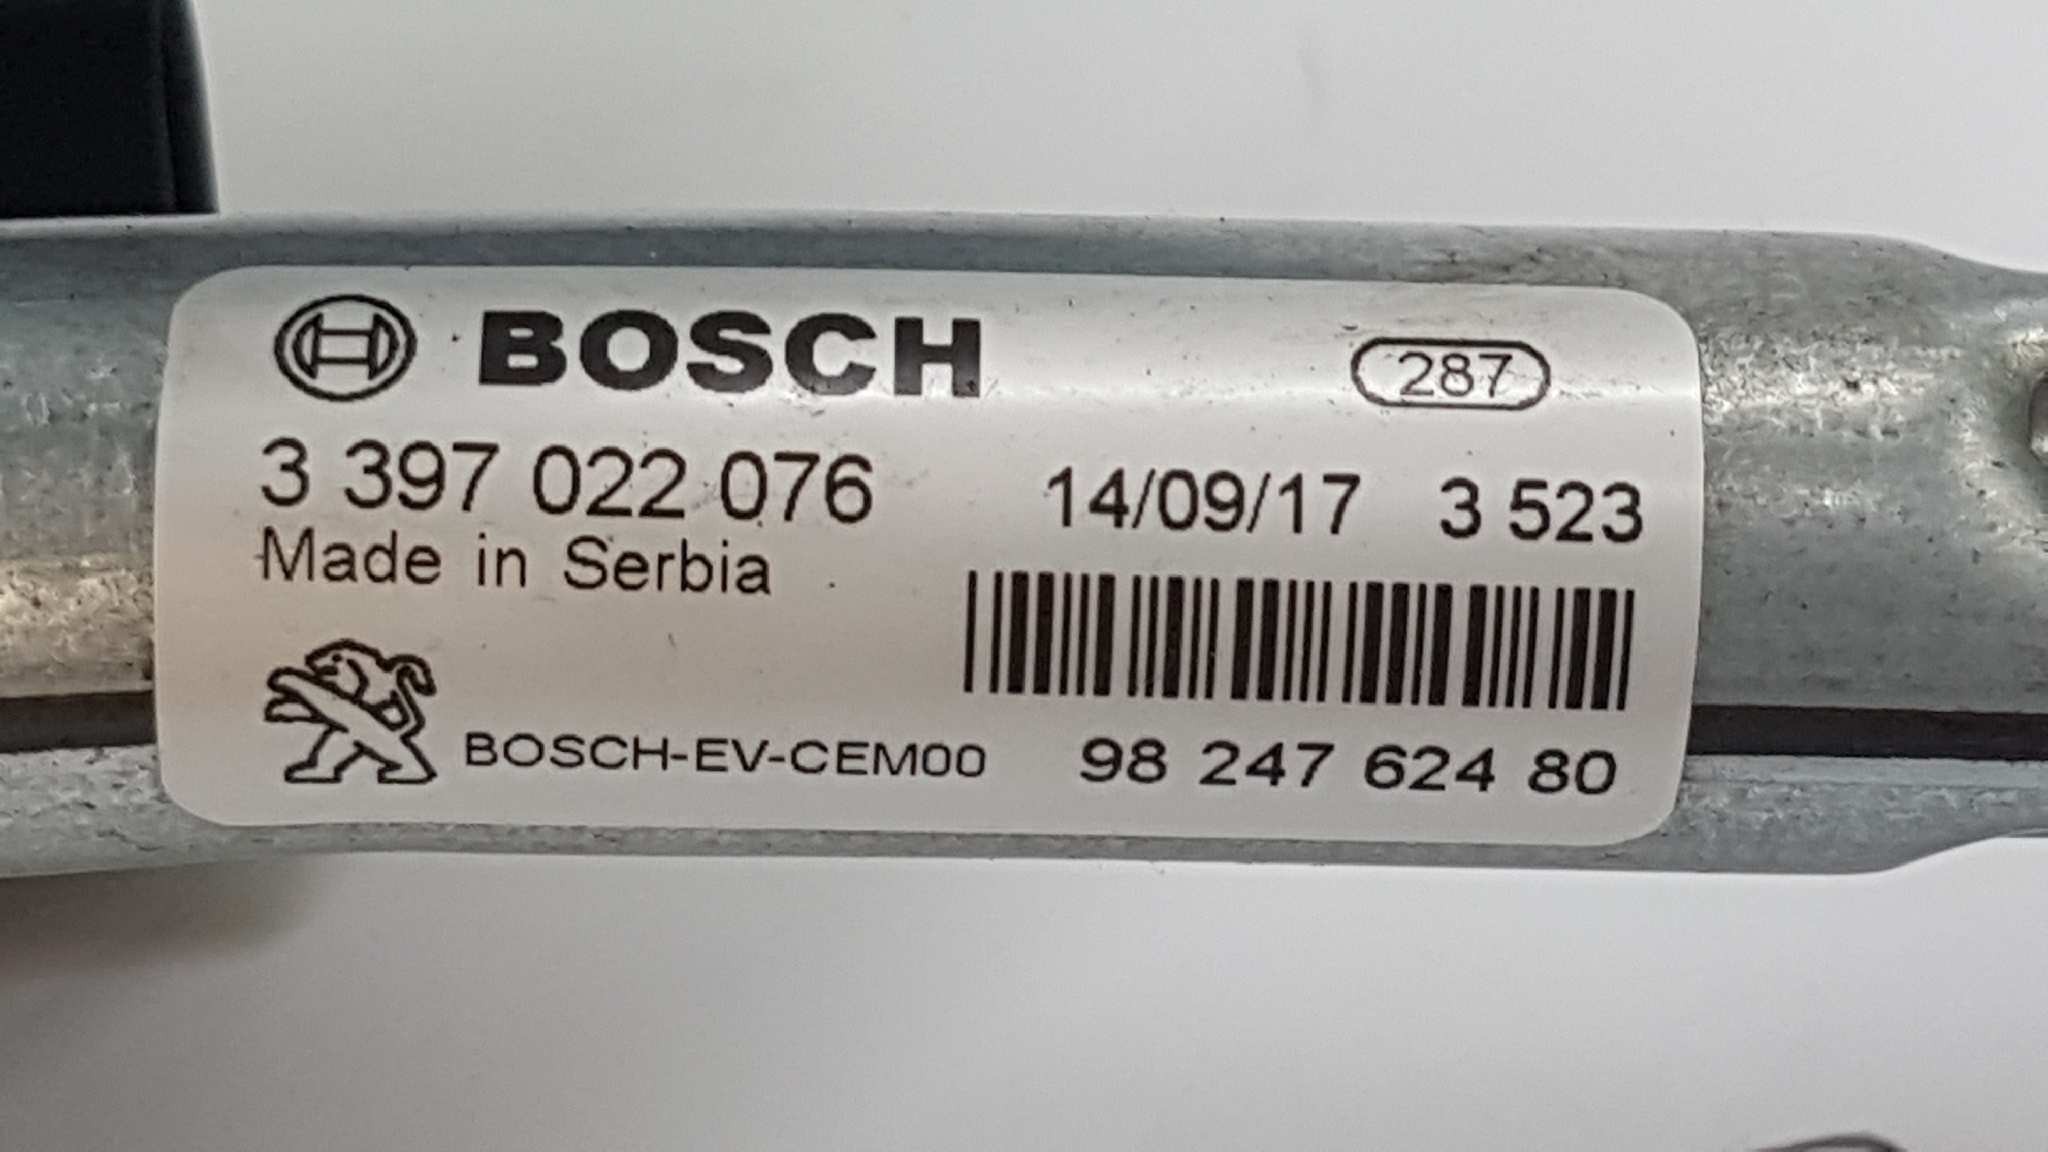 BOSCH 287
3 397 022 076 14/09/17 3 523
Made in Serbia
BOSCH-EV-CEM00 98 247 624 80